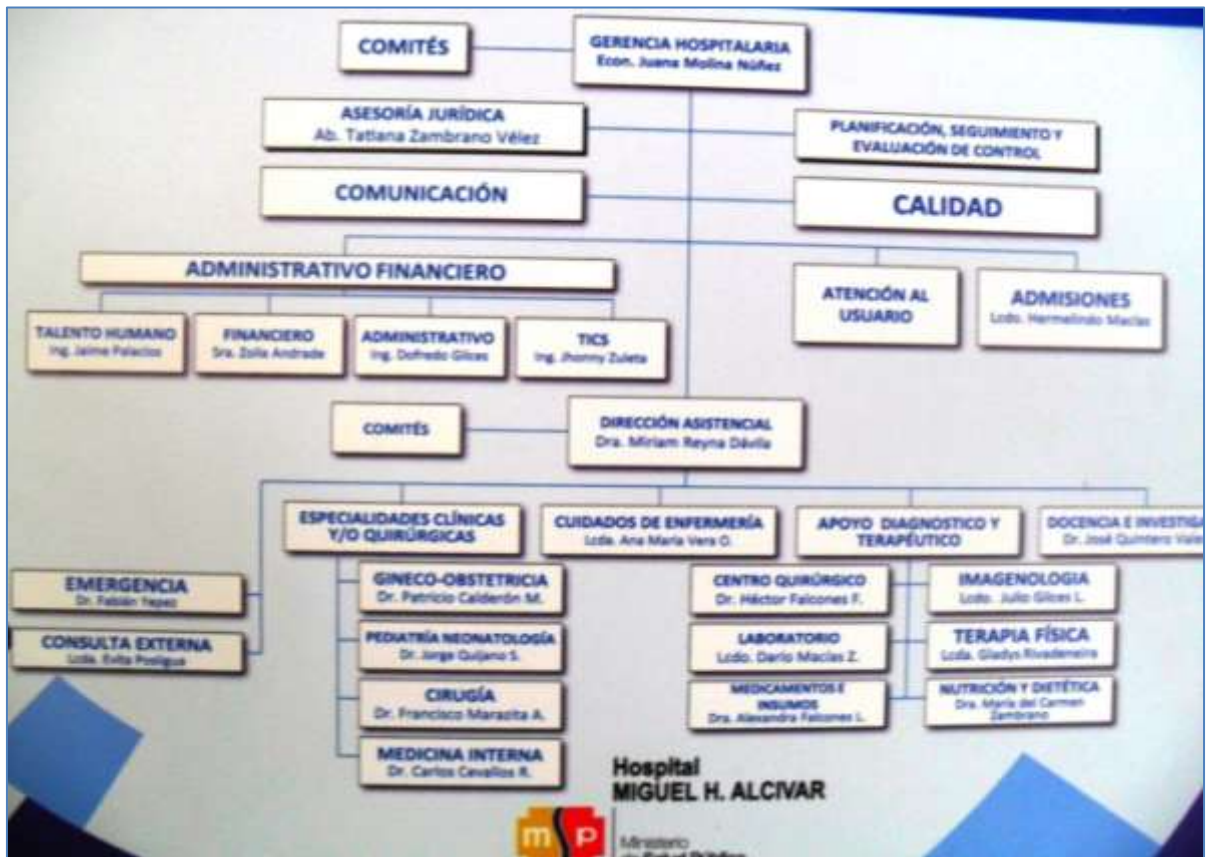 COMITÉS
GERENCIA HOSPITALARIA
Econ. Juana Molina Núñez
ASESORÍA JURÍDICA
Ab. Tatiana Zambrano Vélez
PLANIFICACIÓN, SEGUIMIENTO Y
EVALUACIÓN DE CONTROL
COMUNICACIÓN
CALIDAD
ADMINISTRATIVO FINANCIERO
ATENCIÓN AL
USUARIO
ADMISIONES
Lcdo. Hermelindo Macías
TALENTO HUMANO
Ing. Jaime Palacios
FINANCIERO
Sra. Zoila Andrade
ADMINISTRATIVO
Ing. Dofredo Glices
TICS
Ing. Jhonny Zuleta
COMITÉS
DIRECCIÓN ASISTENCIAL
Dra. Miriam Reyna Dávila
ESPECIALIDADES CLÍNICAS
Y/O QUIRÚRGICAS
CUIDADOS DE ENFERMERÍA
Lcda. Ana María Vera O.
APOYO DIAGNOSTICO Y
TERAPÉUTICO
DOCENCIA E INVESTIGA
Dr. José Quintero Vale
EMERGENCIA
Dr. Fabián Yepez
CONSULTA EXTERNA
Lcda. Evita Posligua
GINECO-OBSTETRICIA
Dr. Patricio Calderón M.
PEDIATRÍA NEONATOLOGÍA
Dr. Jorge Quijano S.
CIRUGÍA
Dr. Francisco Marazita A.
MEDICINA INTERNA
Dr. Carlos Cevallos R.
CENTRO QUIRÚRGICO
Dr. Héctor Falcones F.
LABORATORIO
Lcdo. Darío Macías Z.
MEDICAMENTOS E
INSUMOS
Dra. Alexandra Falcones L.
IMAGENOLOGIA
Lcdo. Julio Glices L.
TERAPIA FÍSICA
Lcda. Gladys Rivadeneira
NUTRICIÓN Y DIETÉTICA
Dra. María del Carmen
Zambrano
Hospital
MIGUEL H. ALCIVAR
msp
Ministerio
de Salud Pública